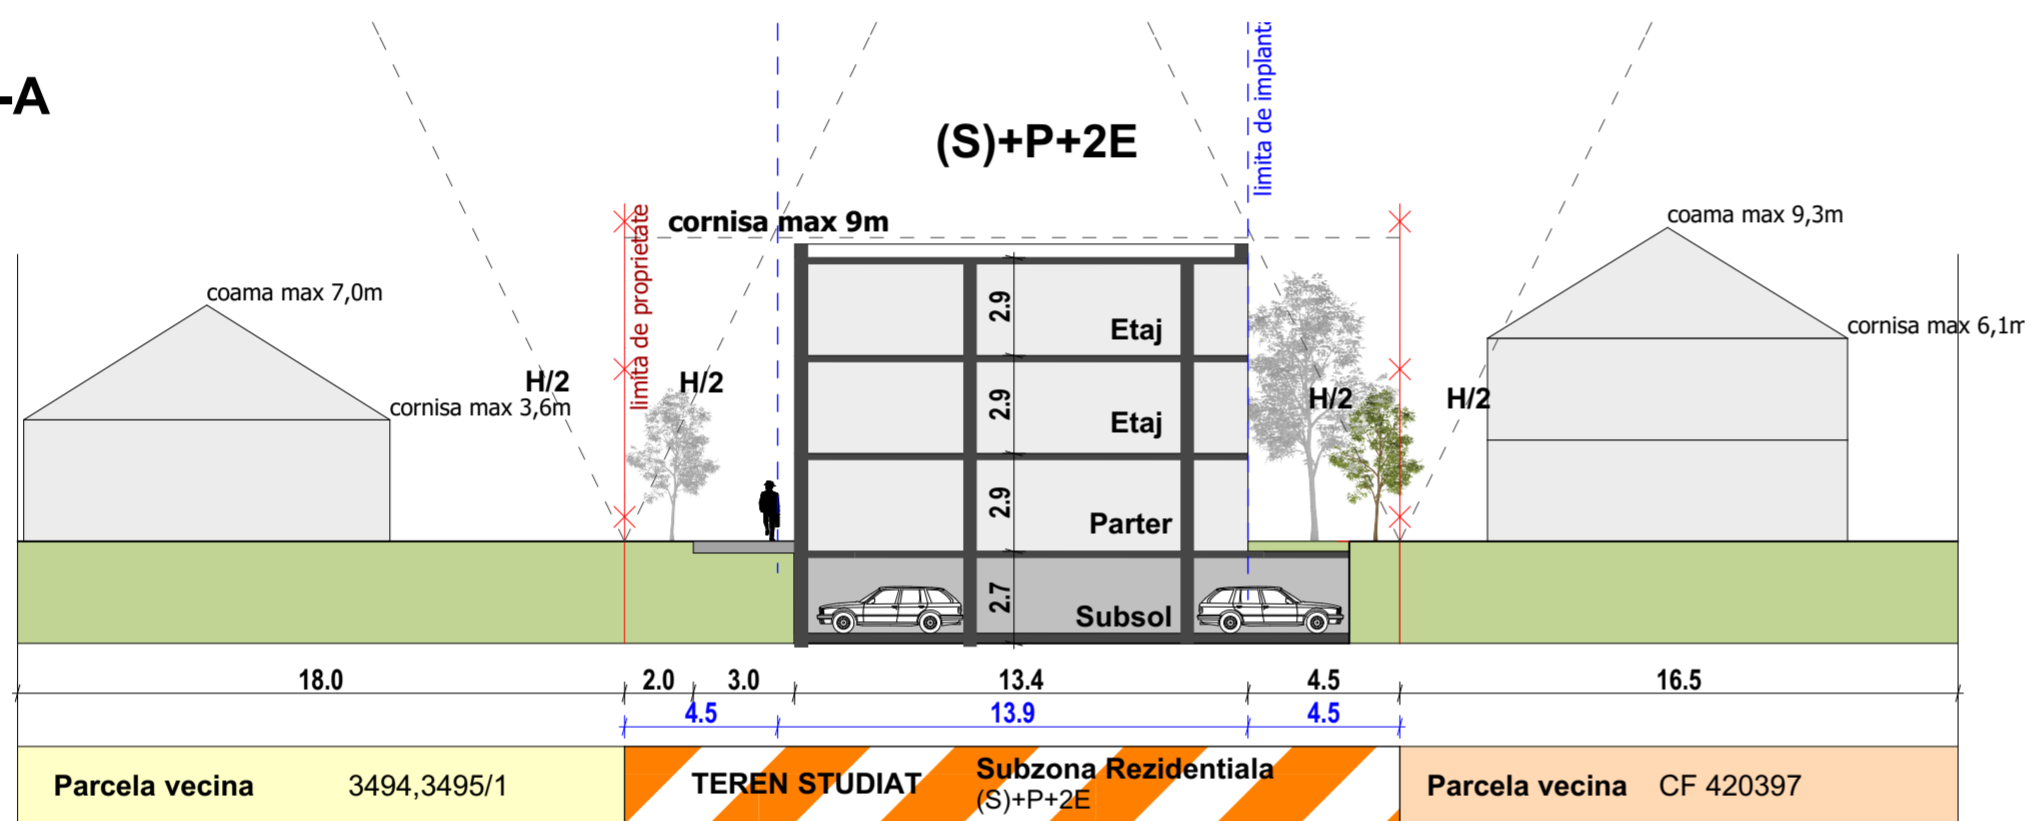 -A
(S)+P+2E
limita de implant
limita de proprietate
cornisa max 9m
coama max 9,3m
coama max 7,0m
cornisa max 6,1m
cornisa max 3,6m
H/2
H/2
H/2
H/2
2.9
Etaj
2.9
Etaj
2.9
Parter
2.7
Subsol
18.0
2.0
3.0
13.4
4.5
16.5
4.5
13.9
4.5
Parcela vecina 3494,3495/1
TEREN STUDIAT
Subzona Rezidentiala
(S)+P+2E
Parcela vecina CF 420397